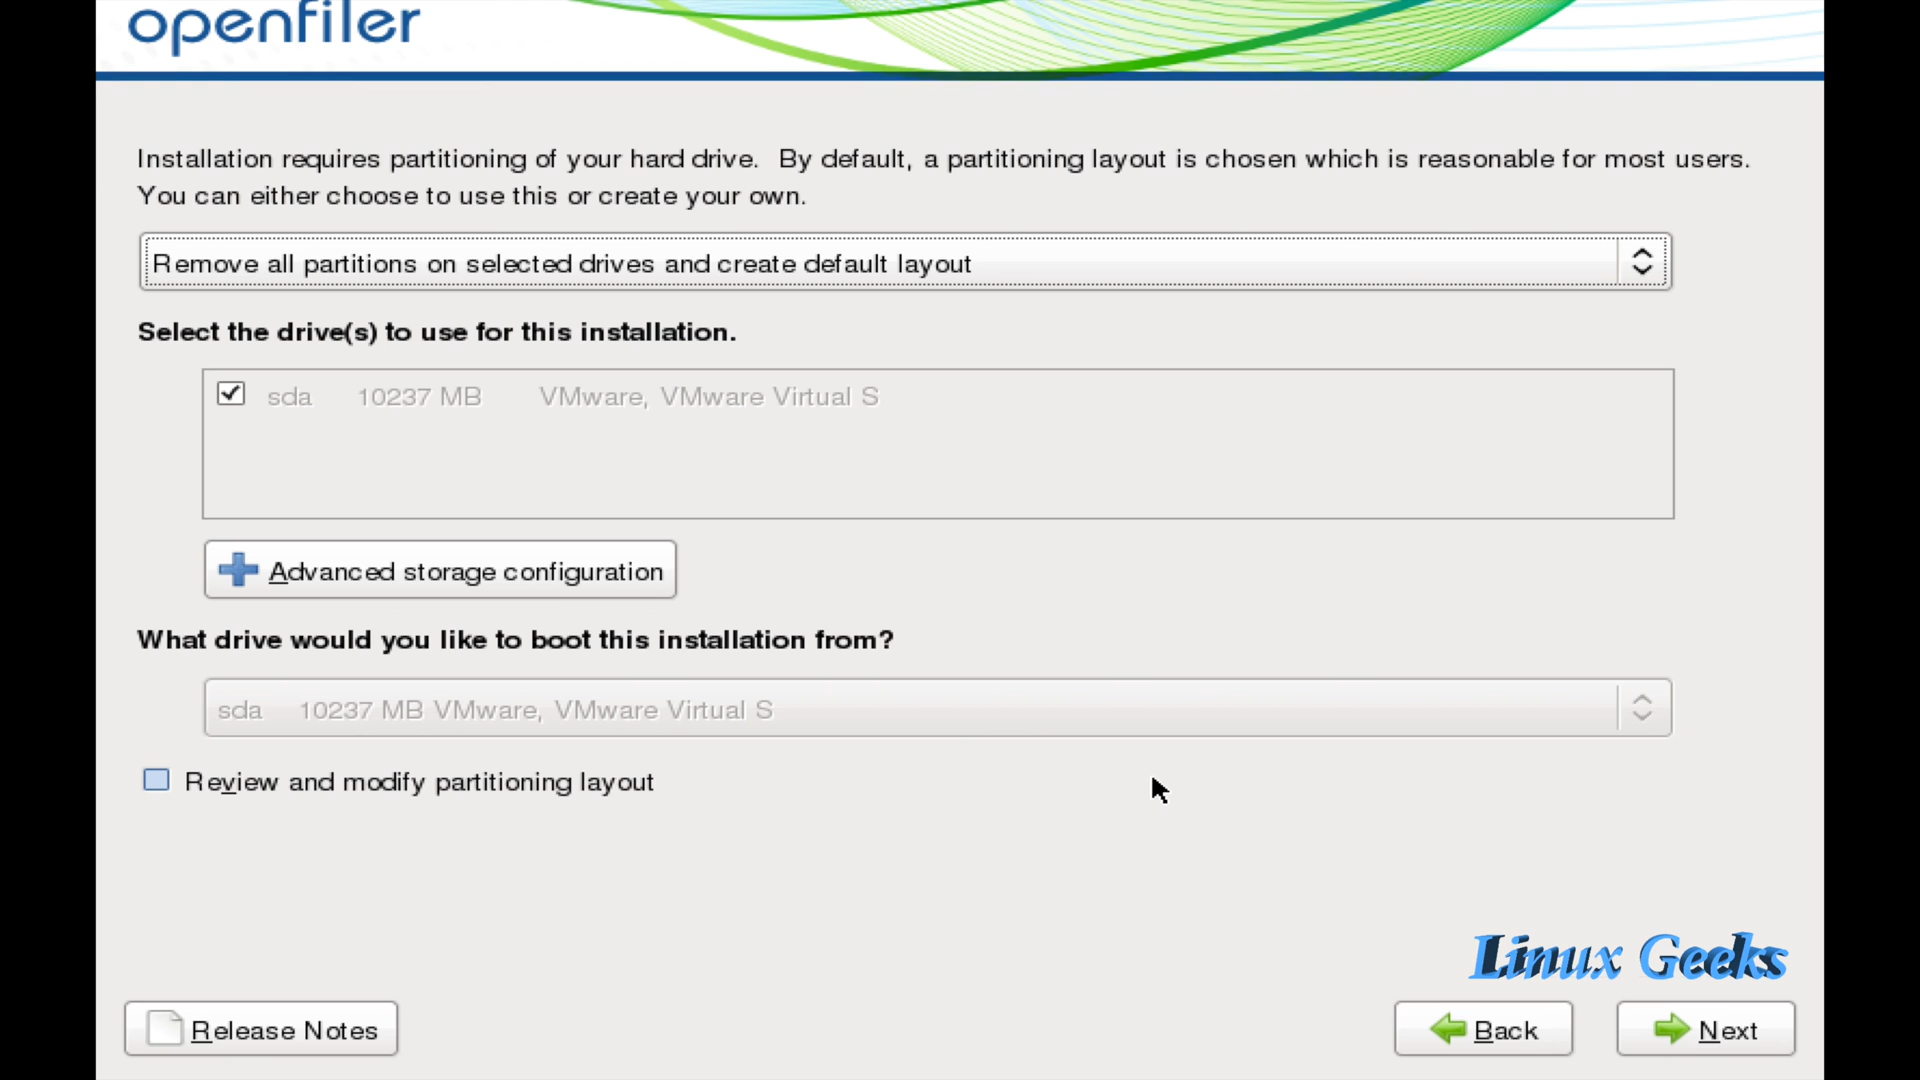 openfiler
Installation requires partitioning of your hard drive.  By default, a partitioning layout is chosen which is reasonable for most users.
You can either choose to use this or create your own.
Remove all partitions on selected drives and create default layout
Select the drive(s) to use for this installation.
sda 10237 MB VMware, VMware Virtual S
Advanced storage configuration
What drive would you like to boot this installation from?
sda 10237 MB VMware, VMware Virtual S
Review and modify partitioning layout
Linux Geeks
Release Notes
Back
Next